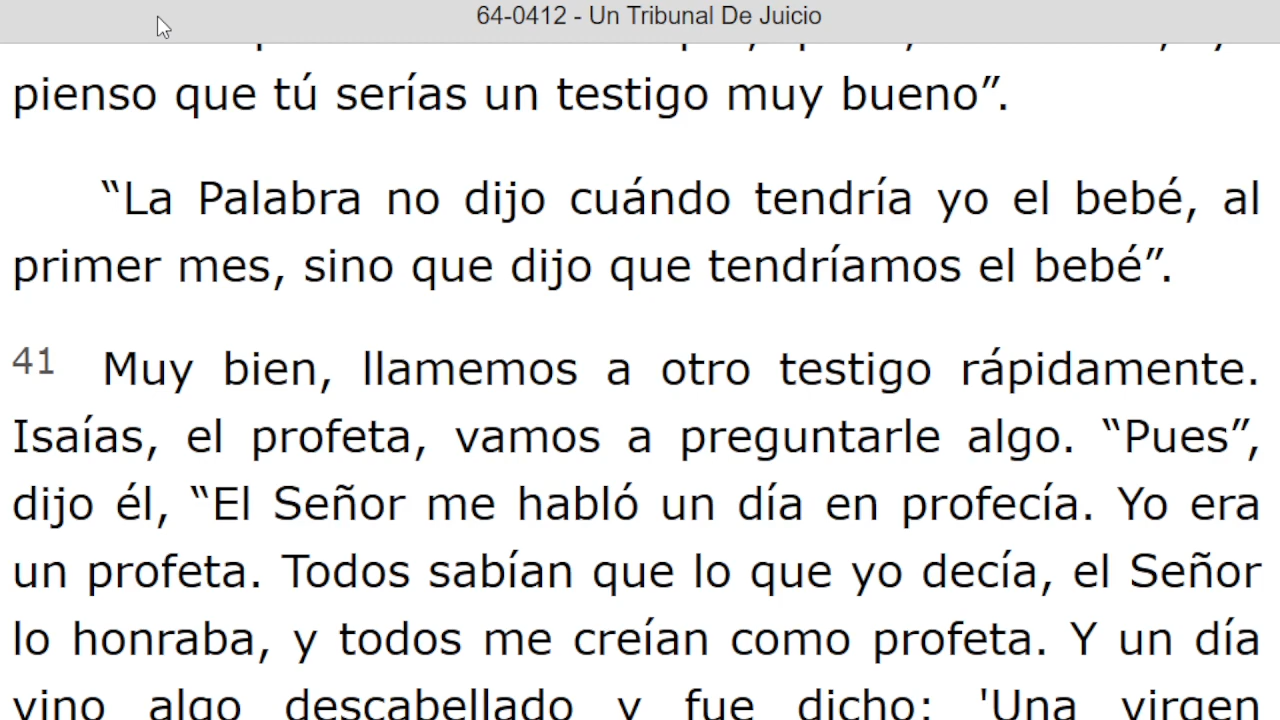 64-0412 - Un Tribunal De Juicio
pienso que tú serías un testigo muy bueno”.
“La Palabra no dijo cuándo tendría yo el bebé, al
primer mes, sino que dijo que tendríamos el bebé”.
41 Muy bien, llamemos a otro testigo rápidamente.
Isaías, el profeta, vamos a preguntarle algo. “Pues”,
dijo él, “El Señor me habló un día en profecía. Yo era
un profeta. Todos sabían que lo que yo decía, el Señor
lo honraba, y todos me creían como profeta. Y un día
vino algo descabellado y fue dicho: 'Una virgen